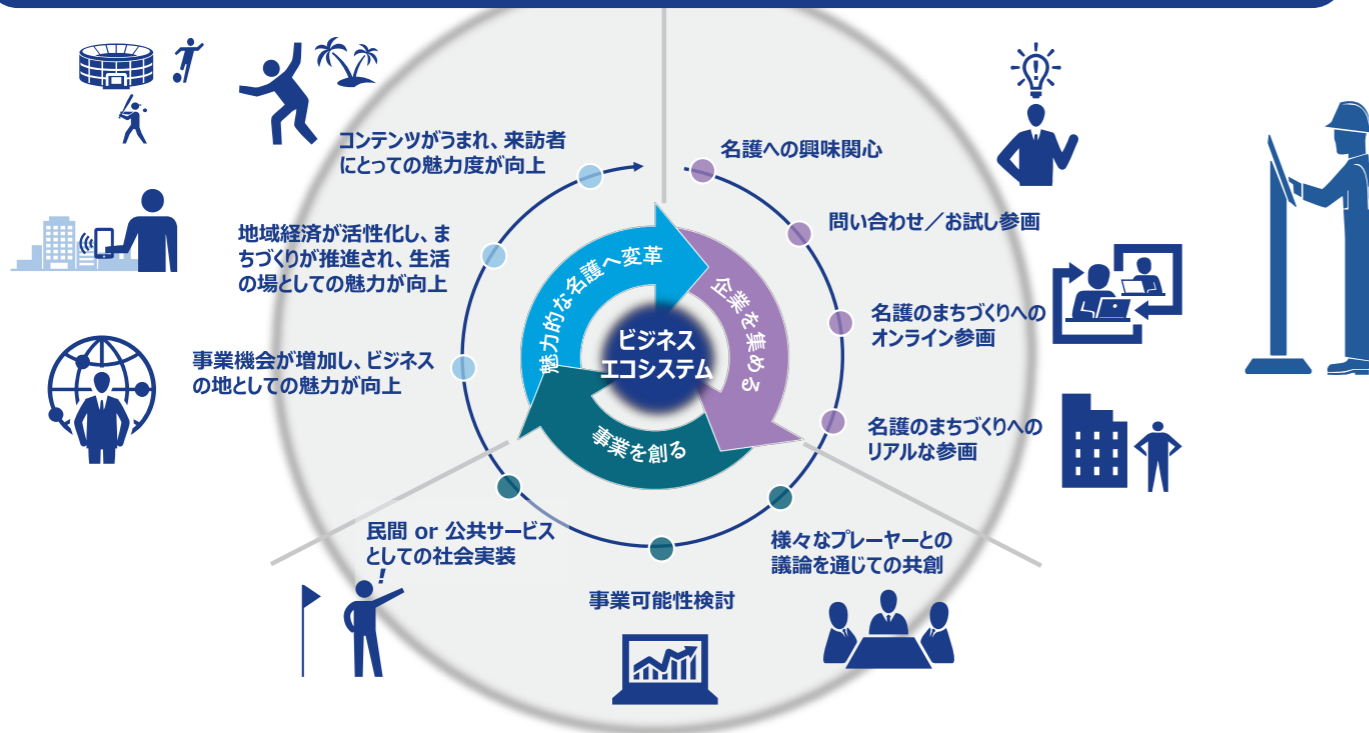 コンテンツがうまれ、来訪者
にとっての魅力度が向上
名護への興味関心
問い合わせ／お試し参画
地域経済が活性化し、ま
ちづくりが推進され、生活
の場としての魅力が向上
魅力的な名護へ変革
企業を集める
名護のまちづくりへの
オンライン参画
ビジネス
エコシステム
事業機会が増加し、ビジネス
の地としての魅力が向上
名護のまちづくりへの
リアルな参画
事業を創る
民間 or 公共サービス
としての社会実装
!
様々なプレーヤーとの
議論を通じての共創
事業可能性検討